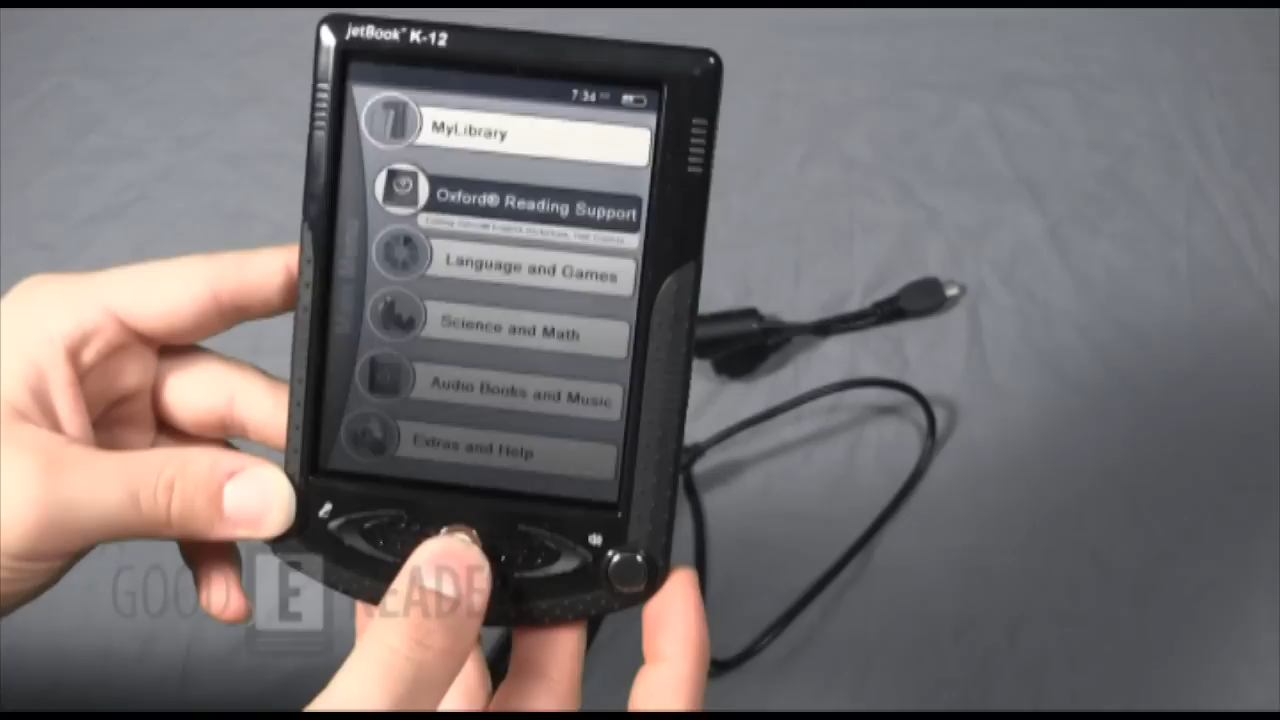 jetBook® K-12
7:34
MyLibrary
Oxford® Reading Support
Language and Games
Science and Math
Audio Books and Music
Extras and Help
GOOD E READER